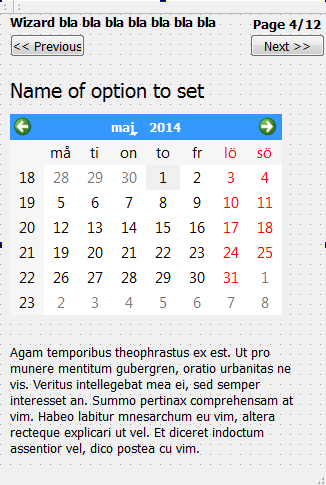 Wizard bla bla bla bla bla bla bla Page 4/12
<< Previous Next >>
Name of option to set
maj 2014
må ti on to fr lö sö
18 28 29 30 1 2 3 4
19 5 6 7 8 9 10 11
20 12 13 14 15 16 17 18
21 19 20 21 22 23 24 25
22 26 27 28 29 30 31 1
23 2 3 4 5 6 7 8
Agam temporibus theophrastus ex est. Ut pro
munere mentitum gubergren, oratio urbanitas ne
vis. Veritus intellegebat mea ei, sed semper
interesset an. Summo pertinax comprehensam at
vim. Habeo labitur mnesarchum eu vim, altera
recteque explicari ut vel. Et diceret indoctum
assentior vel, dico postea cu vim.